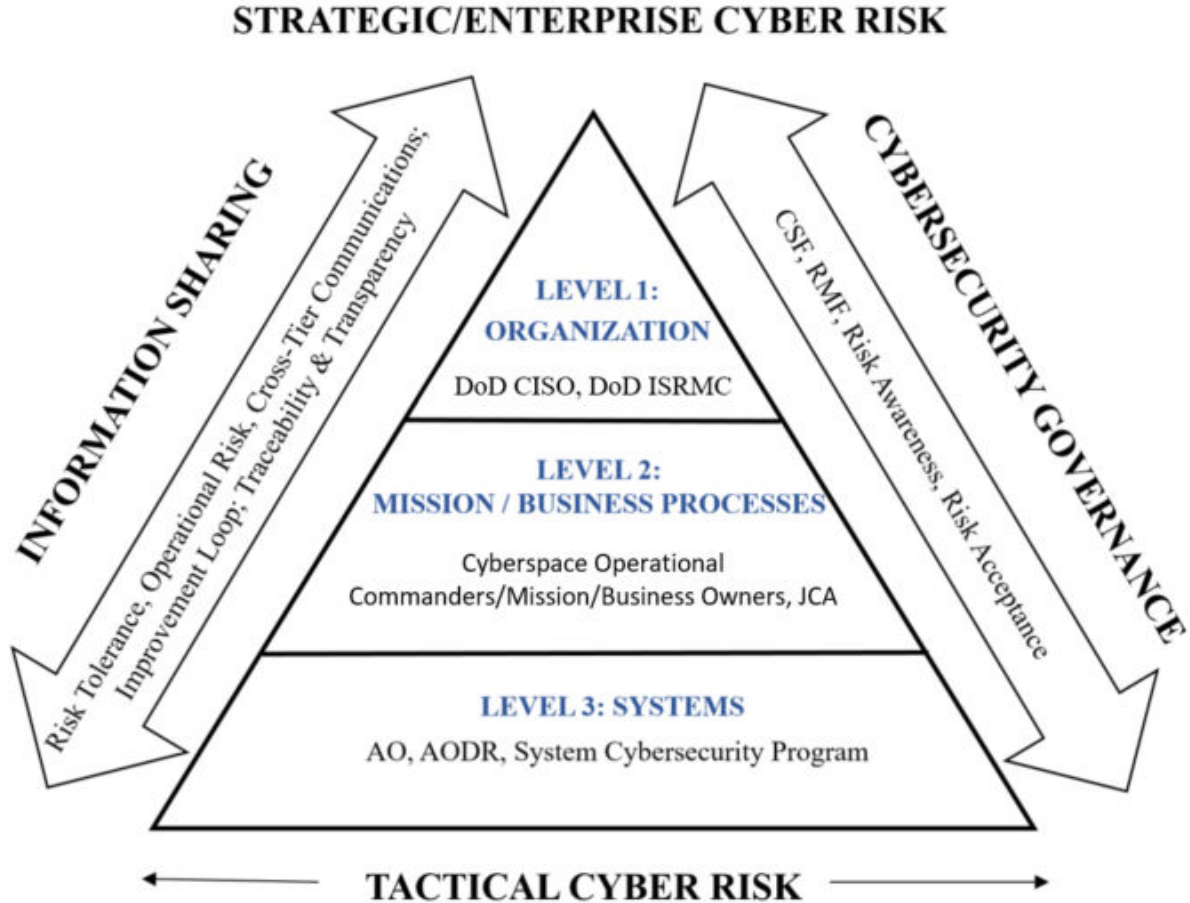 STRATEGIC/ENTERPRISE CYBER RISK
INFORMATION SHARING
Risk Tolerance, Operational Risk, Cross-Tier Communications;
Improvement Loop; Traceability & Transparency
CYBERSECURITY GOVERNANCE
CSF, RMF, Risk Awareness, Risk Acceptance
LEVEL 1:
ORGANIZATION
DoD CISO, DoD ISRMC
LEVEL 2:
MISSION / BUSINESS PROCESSES
Cyberspace Operational
Commanders/Mission/Business Owners, JCA
LEVEL 3: SYSTEMS
AO, AODR, System Cybersecurity Program
TACTICAL CYBER RISK